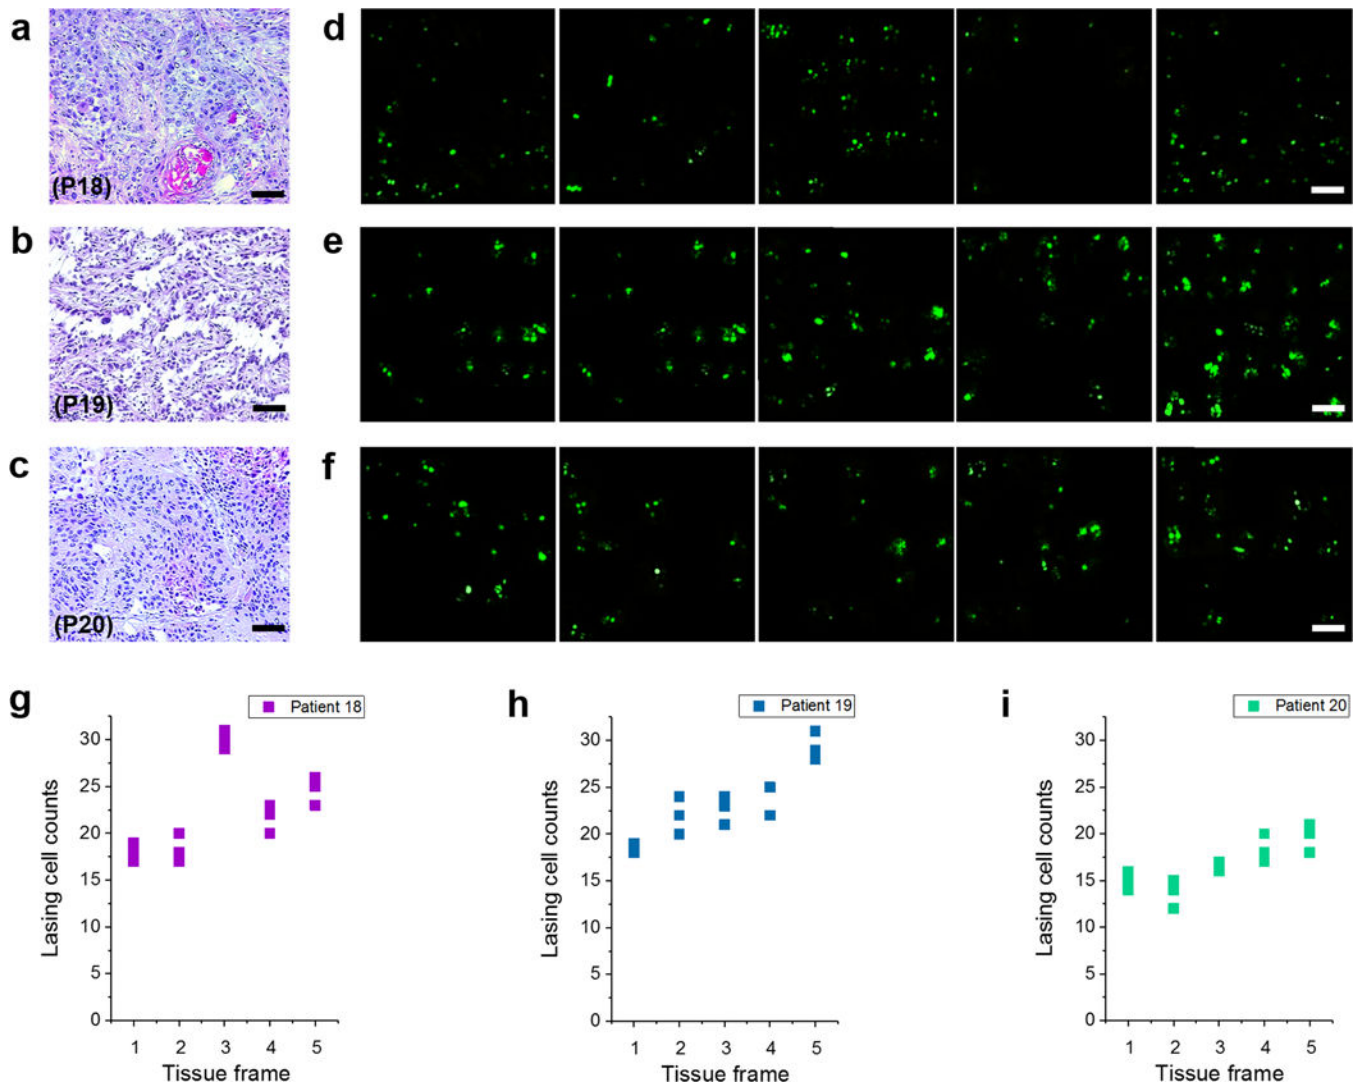 a
d
(P18)
b
e
(P19)
c
f
(P20)
g
Patient 18
Lasing cell counts
30
25
20
15
10
5
0
1 2 3 4 5
Tissue frame
h
Patient 19
Lasing cell counts
30
25
20
15
10
5
0
1 2 3 4 5
Tissue frame
i
Patient 20
Lasing cell counts
30
25
20
15
10
5
0
1 2 3 4 5
Tissue frame